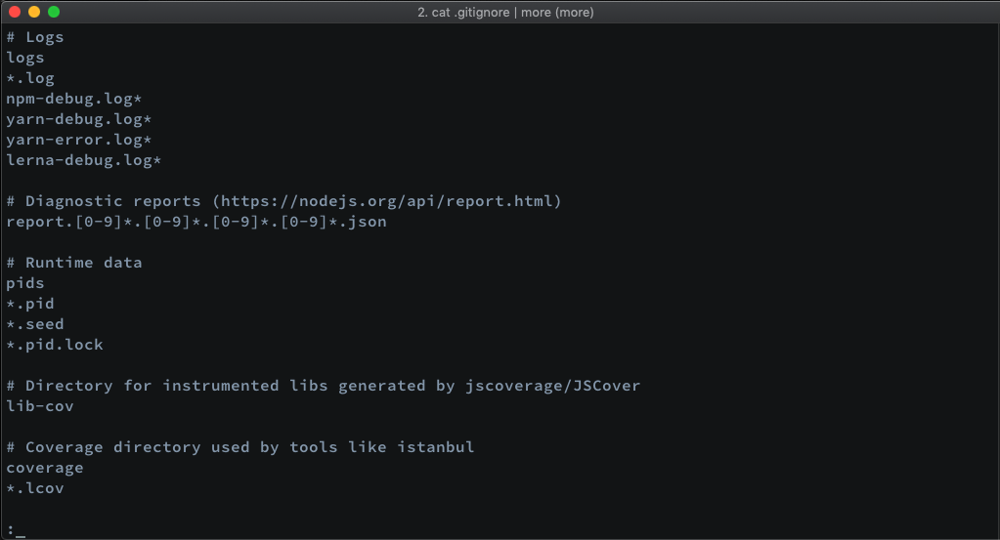 2. cat .gitignore | more (more)
# Logs
logs
*.log
npm-debug.log*
yarn-debug.log*
yarn-error.log*
lerna-debug.log*
# Diagnostic reports (https://nodejs.org/api/report.html)
report.[0-9]*.[0-9]*.[0-9]*.[0-9]*.json
# Runtime data
pids
*.pid
*.seed
*.pid.lock
# Directory for instrumented libs generated by jscoverage/JSCover
lib-cov
# Coverage directory used by tools like istanbul
coverage
*.lcov
:_